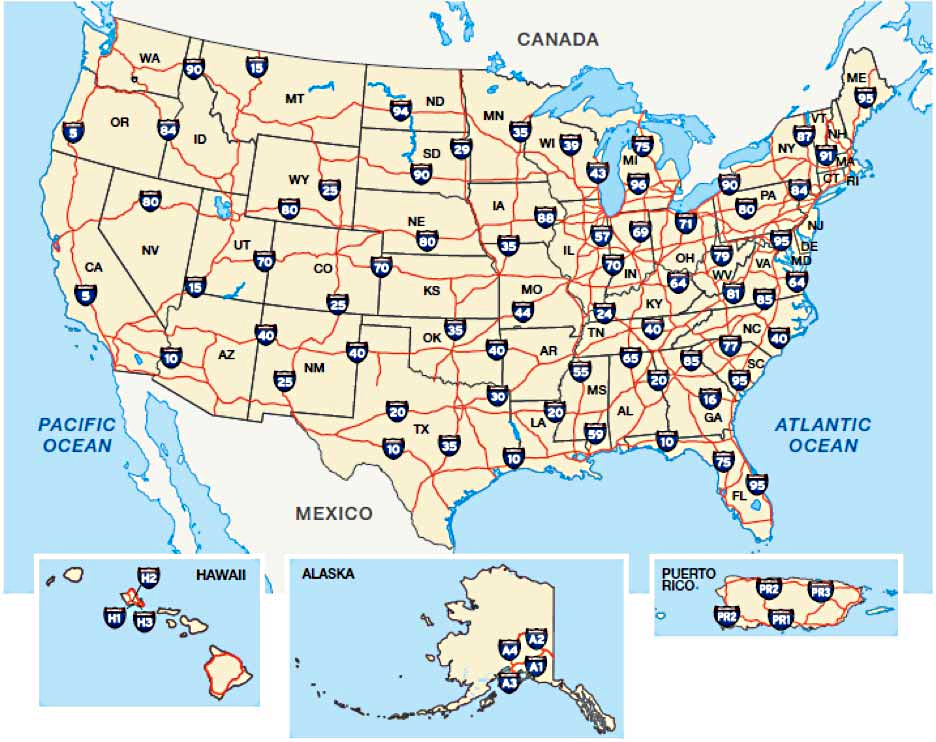 CANADA
WA
90
15
MT
94
ND
MN
35
WI
39
43
75
MI
96
ME
95
VT
NH
87
NY
91
MA
CT
RI
5
OR
84
ID
SD
29
90
WY
25
80
IA
88
90
PA
84
80
NJ
80
NV
UT
70
CO
NE
80
70
35
IL
57
69
71
70
IN
OH
64
79
WV
95
DE
MD
VA
64
CA
5
15
25
KS
MO
44
24
KY
81
85
10
AZ
40
NM
25
40
OK
35
40
AR
TN
40
NC
77
40
SC
65
85
55
MS
20
AL
95
16
GA
30
20
TX
10
35
LA
20
10
59
10
75
FL
95
PACIFIC
OCEAN
ATLANTIC
OCEAN
MEXICO
HAWAII
H2
H1
H3
ALASKA
A4
A2
A1
A3
PUERTO
RICO
PR2
PR3
PR2
PR1